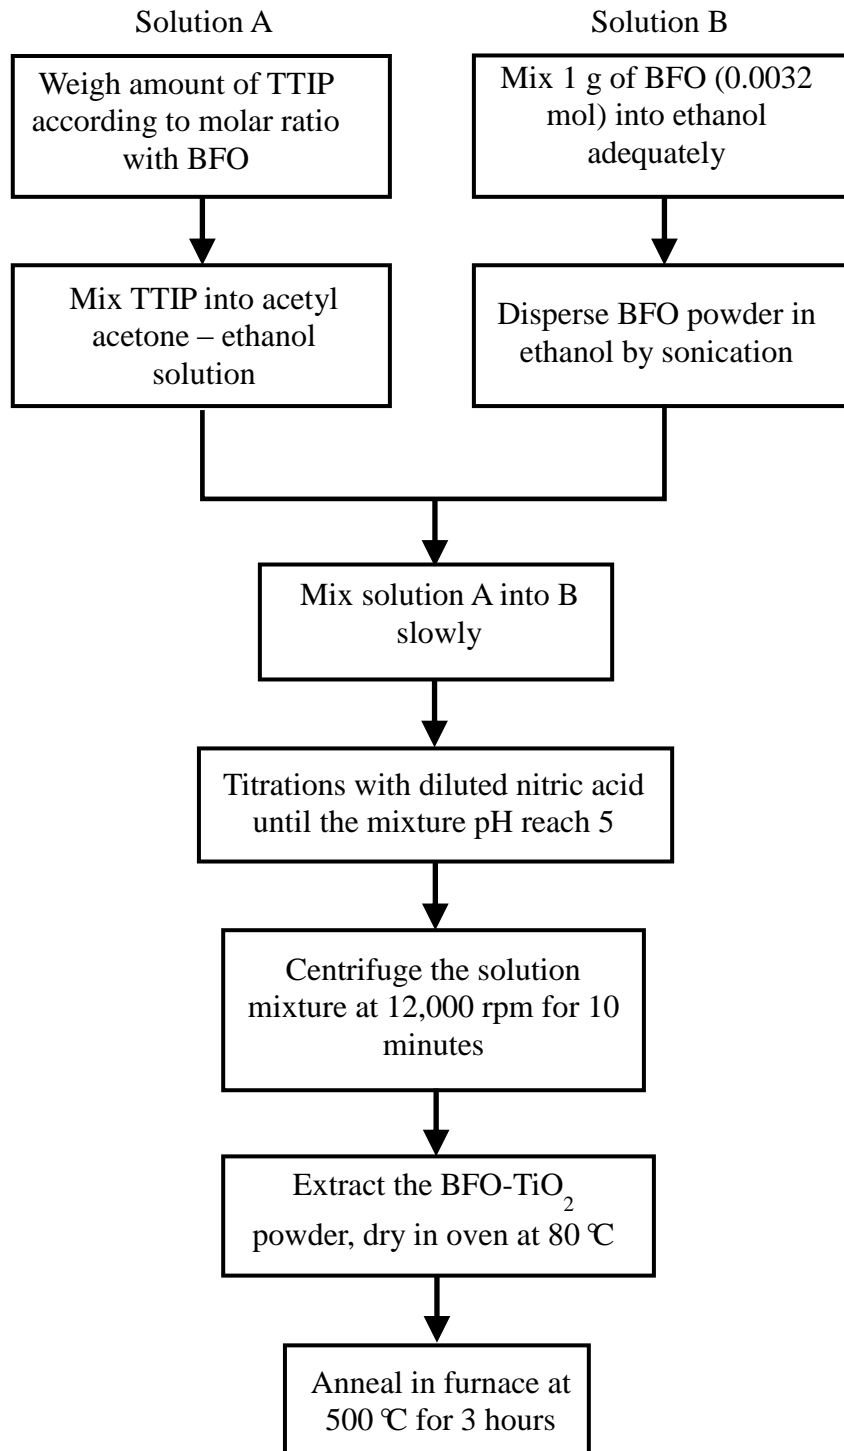 Solution A
Solution B
Weigh amount of TTIP
according to molar ratio
with BFO
Mix 1 g of BFO (0.0032
mol) into ethanol
adequately
Mix TTIP into acetyl
acetone – ethanol
solution
Disperse BFO powder in
ethanol by sonication
Mix solution A into B
slowly
Titrations with diluted nitric acid
until the mixture pH reach 5
Centrifuge the solution
mixture at 12,000 rpm for 10
minutes
Extract the BFO-TiO₂
powder, dry in oven at 80 ℃
Anneal in furnace at
500 ℃ for 3 hours